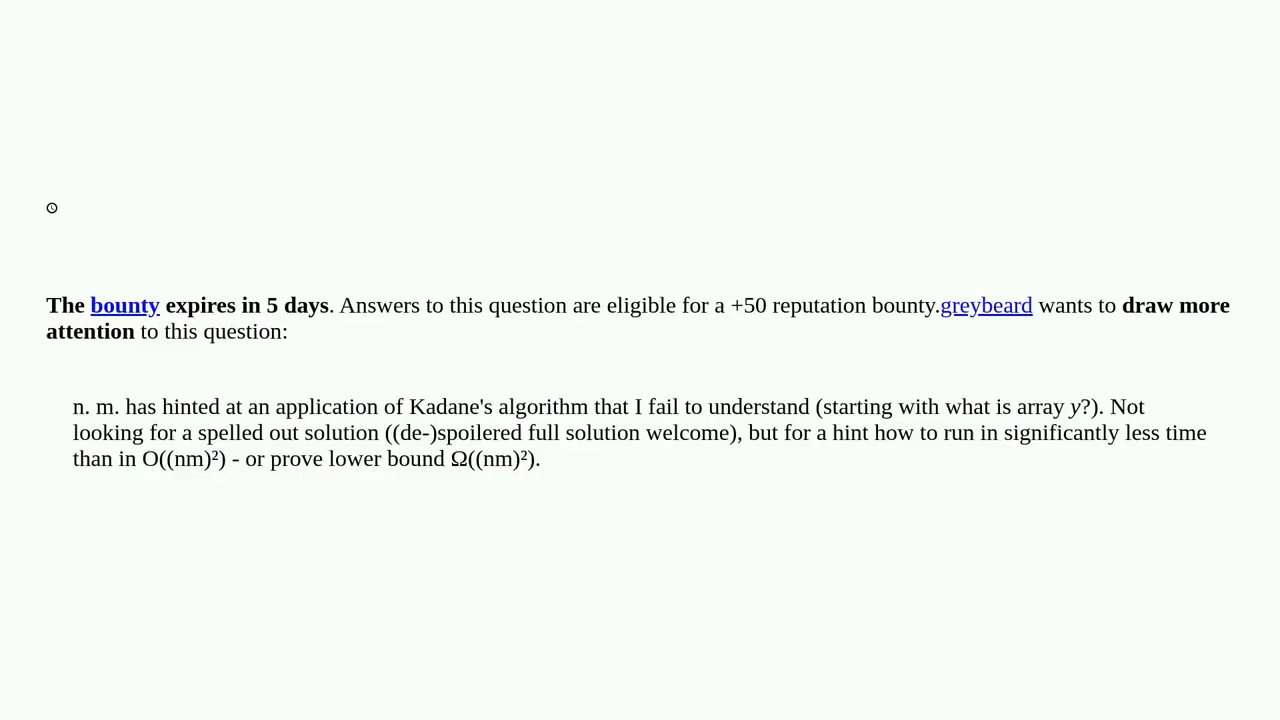 The bounty expires in 5 days. Answers to this question are eligible for a +50 reputation bounty.greybeard wants to draw more
attention to this question:
n. m. has hinted at an application of Kadane's algorithm that I fail to understand (starting with what is array y?). Not
looking for a spelled out solution ((de-)spoilered full solution welcome), but for a hint how to run in significantly less time
than in O((nm)²) - or prove lower bound Ω((nm)²).